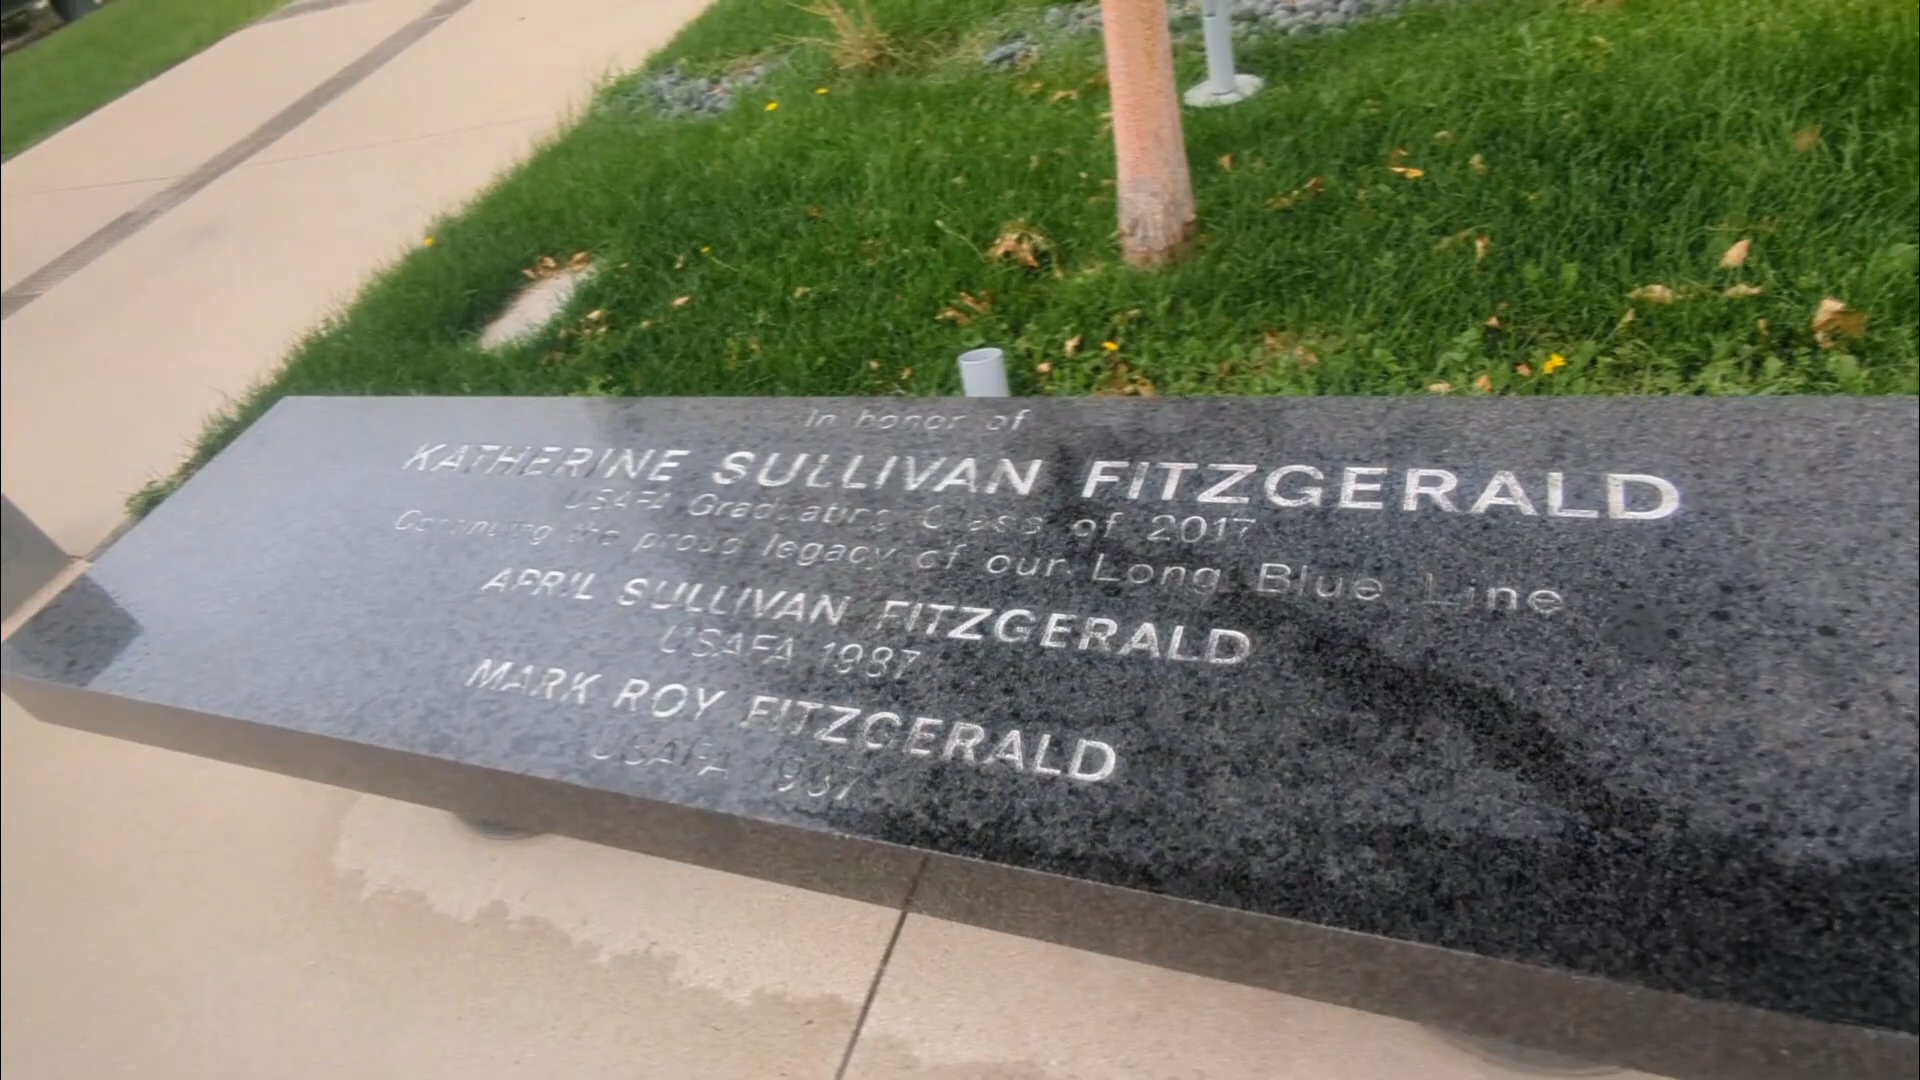 In honor of
KATHERINE SULLIVAN FITZGERALD
USAFA Graduating Class of 2017
Continuing the proud legacy of our Long Blue Line
APRIL SULLIVAN FITZGERALD
USAFA 1987
MARK ROY FITZGERALD
USAFA 1987